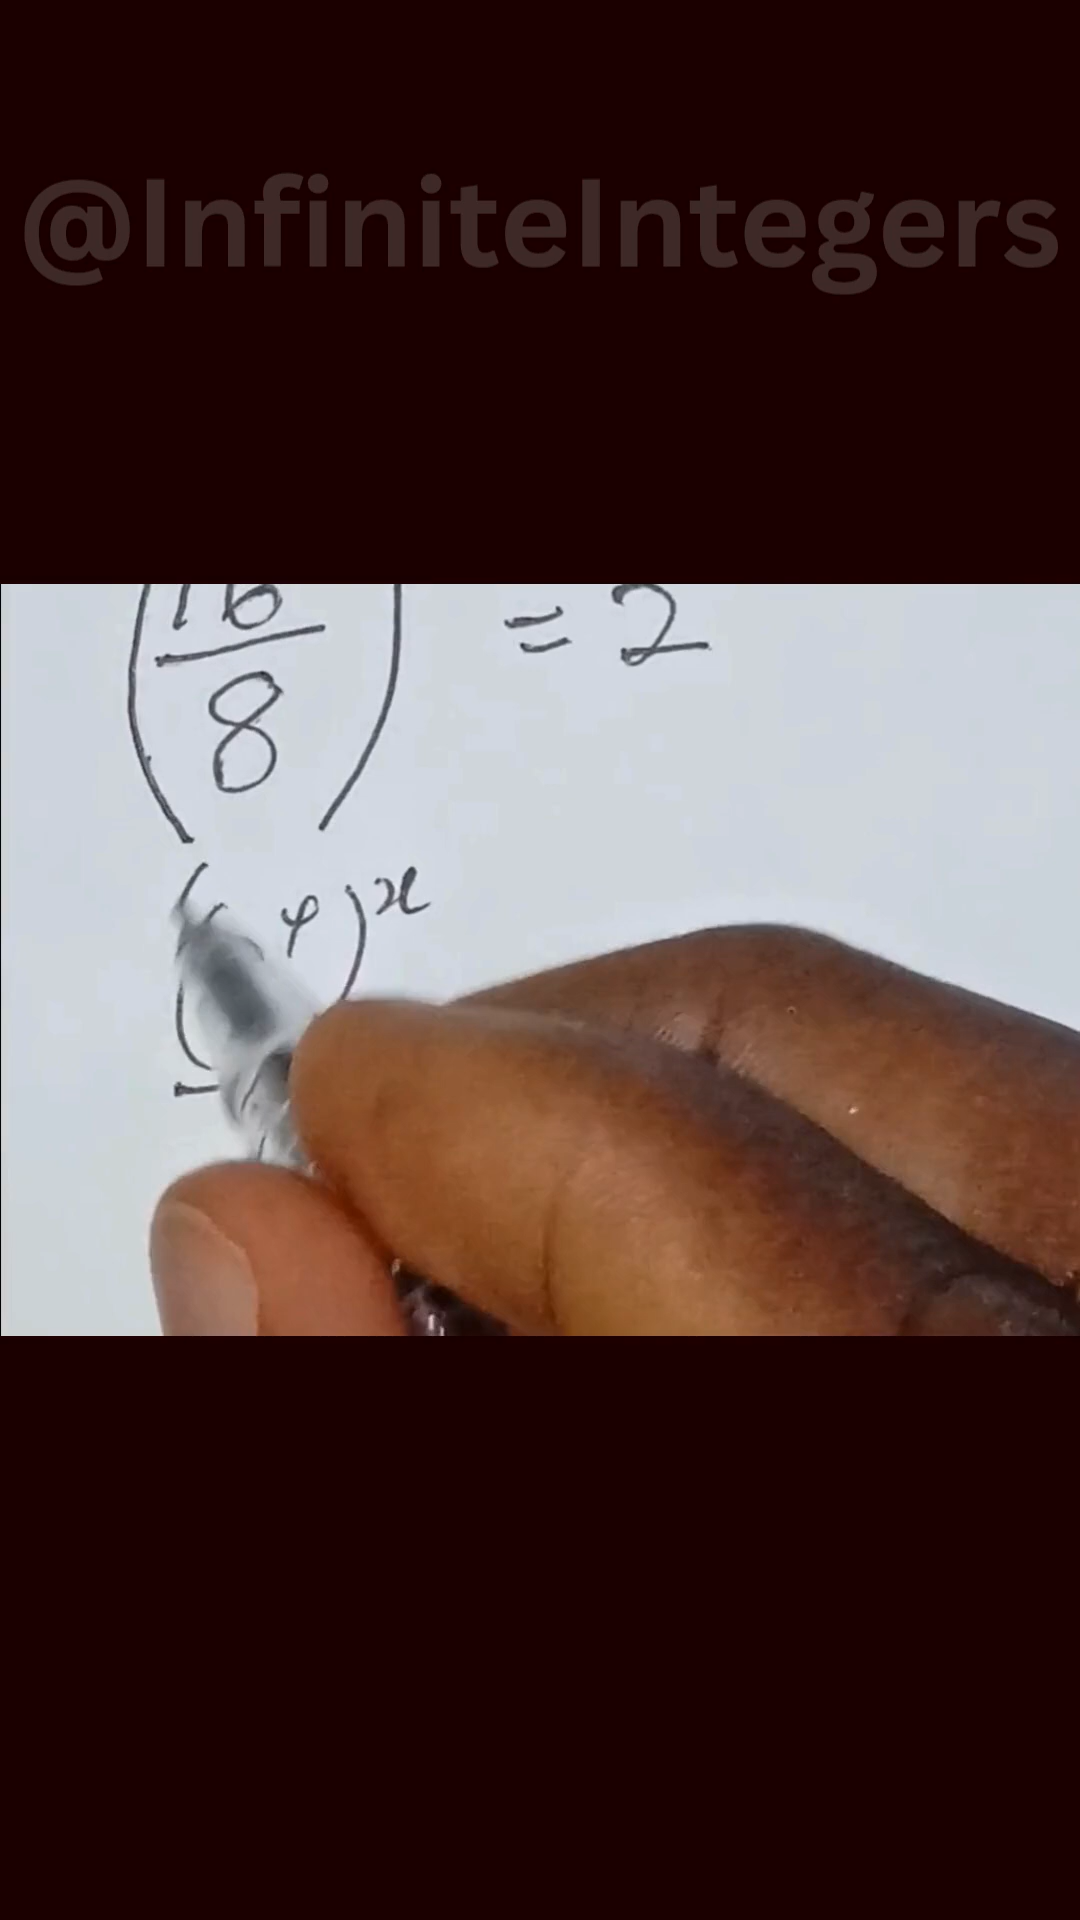 @InfiniteIntegers
(16/8) = 2
( 4)x